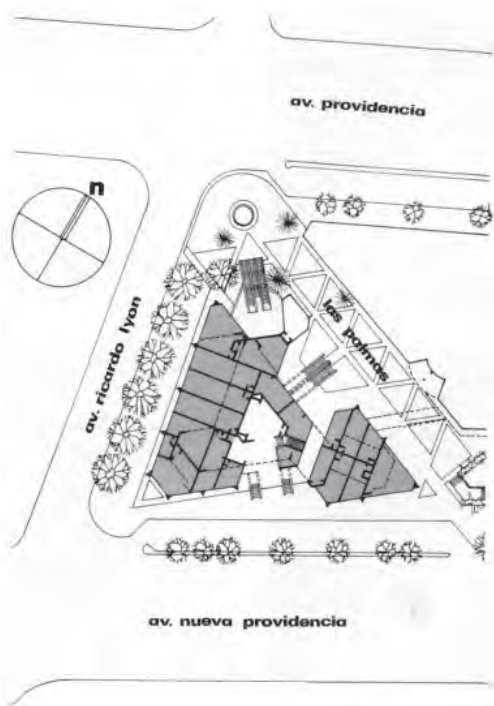 av. providencia
n
av. ricardo lyon
las palmas
av. nueva providencia